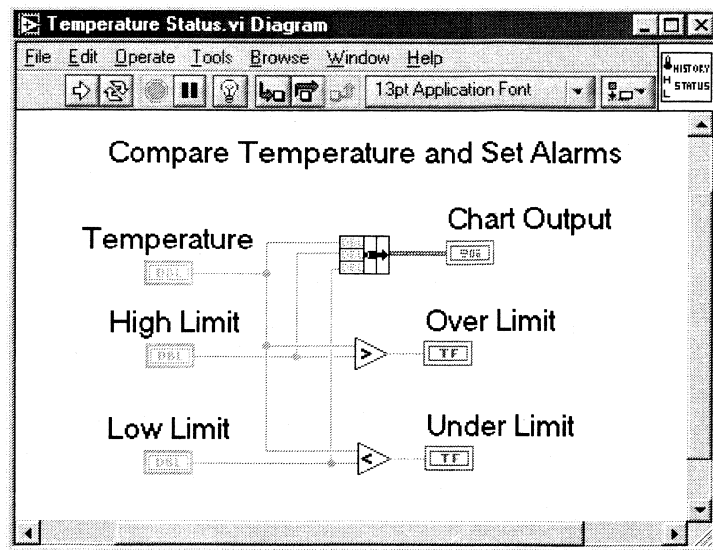 Temperature Status.vi Diagram
File Edit Operate Tools Browse Window Help
HISTORY
H STATUS
L
13pt Application Font
Compare Temperature and Set Alarms
Chart Output
Temperature
DBL
High Limit
Over Limit
DBL
>
TF
Low Limit
Under Limit
DBL
<
TF